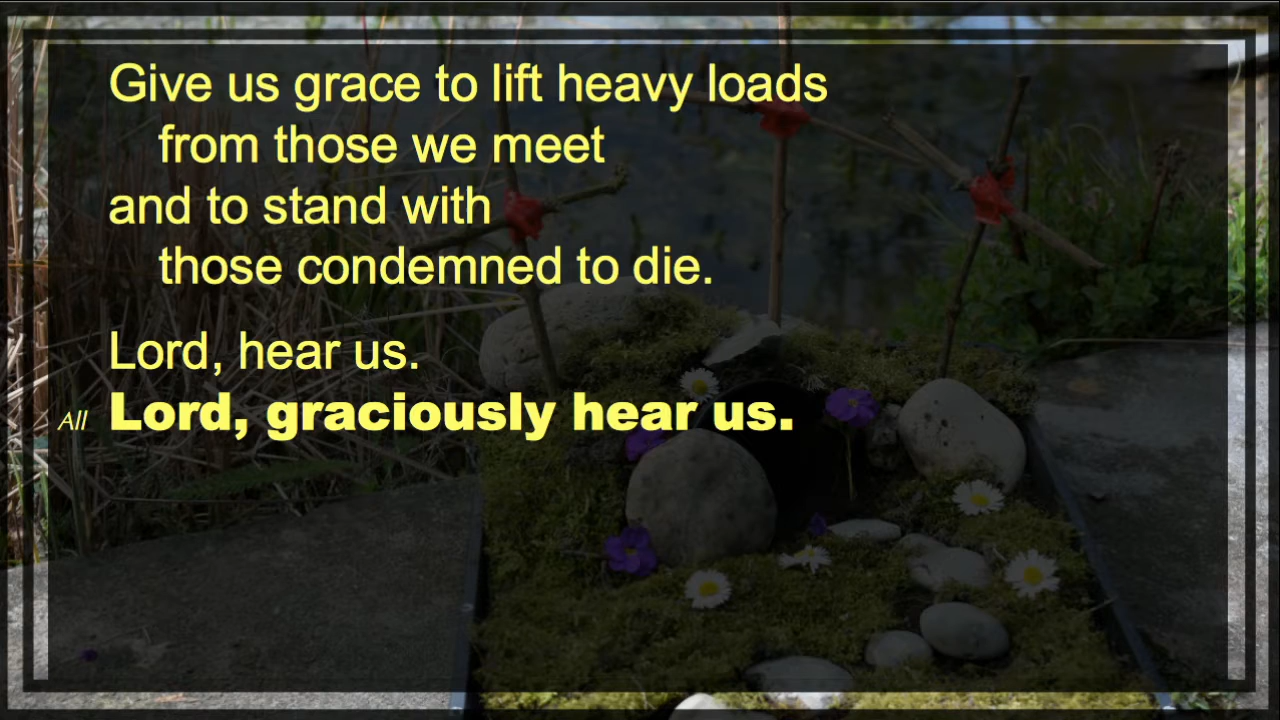 Give us grace to lift heavy loads
from those we meet
and to stand with
those condemned to die.
Lord, hear us.
All Lord, graciously hear us.